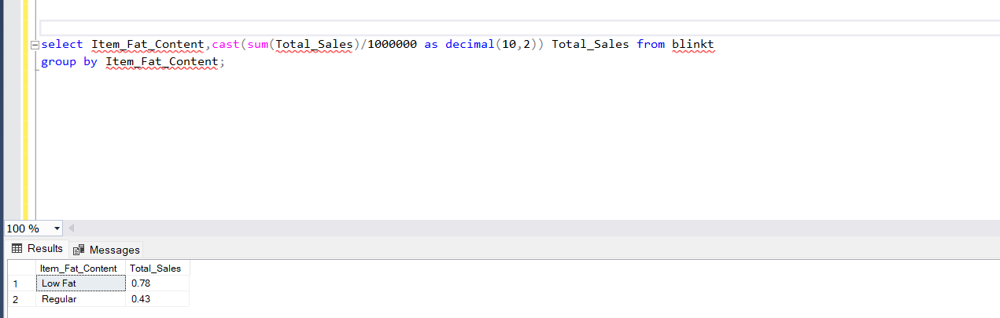 select Item_Fat_Content,cast(sum(Total_Sales)/1000000 as decimal(10,2)) Total_Sales from blinkt
group by Item_Fat_Content;
100 %
Results Messages
Item_Fat_Content Total_Sales
1 Low Fat 0.78
2 Regular 0.43